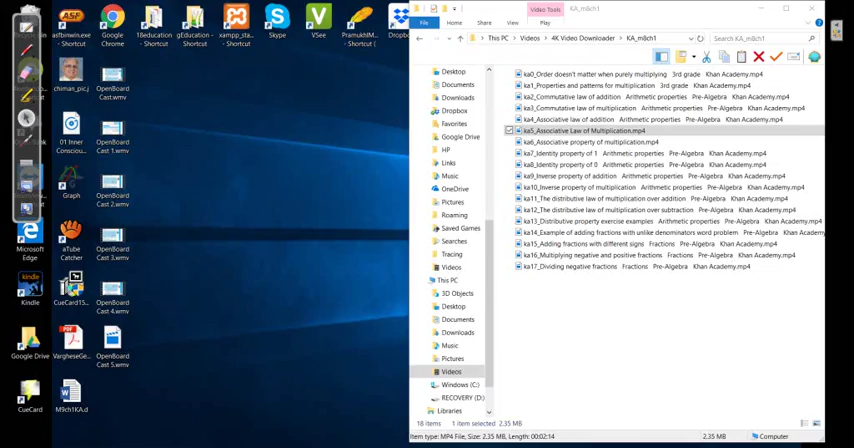 ASF
asfbinwin.exe - Shortcut
Google Chrome
18education - Shortcut
gEducation - Shortcut
xampp_start - Shortcut
Skype
VSee
PramukhIM - Shortcut (
Dropbo
chiman_pic.j
OpenBoard Cast.wmv
01 Inner Consciou...
OpenBoard Cast 1.wmv
Graph
OpenBoard Cast 2.wmv
Microsoft Edge
aTube Catcher
OpenBoard Cast 3.wmv
Kindle
CueCard15...
OpenBoard Cast 4.wmv
Google Drive
VargheseGe...
OpenBoard Cast 5.wmv
CueCard
M9ch1KA.d
Video Tools
KA_m8ch1
File
Home
Share
View
Play
This PC
Videos
4K Video Downloader
KA_m8ch1
Search KA_m8ch1
Desktop
Documents
Downloads
Dropbox
Favorites
Google Drive
HP
Links
Music
OneDrive
Pictures
Roaming
Saved Games
Searches
Tracing
Videos
This PC
3D Objects
Desktop
Documents
Downloads
Music
Pictures
Videos
Windows (C:)
RECOVERY (D:)
Libraries
ka0_Order doesn't matter when purely multiplying 3rd grade Khan Academy.mp4
ka1_Properties and patterns for multiplication 3rd grade Khan Academy.mp4
ka2_Commutative law of addition Arithmetic properties Pre-Algebra Khan Academy.mp4
ka3_Commutative law of multiplication Arithmetic properties Pre-Algebra Khan Academy.mp4
ka4_Associative law of addition Arithmetic properties Pre-Algebra Khan Academy.mp4
ka5_Associative Law of Multiplication.mp4
ka6_Associative property of multiplication.mp4
ka7_Identity property of 1 Arithmetic properties Pre-Algebra Khan Academy.mp4
ka8_Identity property of 0 Arithmetic properties Pre-Algebra Khan Academy.mp4
ka9_Inverse property of addition Arithmetic properties Pre-Algebra Khan Academy.mp4
ka10_Inverse property of multiplication Arithmetic properties Pre-Algebra Khan Academy.mp4
ka11_The distributive law of multiplication over addition Pre-Algebra Khan Academy.mp4
ka12_The distributive law of multiplication over subtraction Pre-Algebra Khan Academy.mp4
ka13_Distributive property exercise examples Arithmetic properties Pre-Algebra Khan Academy.mp4
ka14_Example of adding fractions with unlike denominators word problem Pre-Algebra Khan Academ
ka15_Adding fractions with different signs Fractions Pre-Algebra Khan Academy.mp4
ka16_Multiplying negative and positive fractions Fractions Pre-Algebra Khan Academy.mp4
ka17_Dividing negative fractions Fractions Pre-Algebra Khan Academy.mp4
18 items 1 item selected 2.35 MB
Item type: MP4 File, Size: 2.35 MB, Length: 00:02:14
2.35 MB
Computer